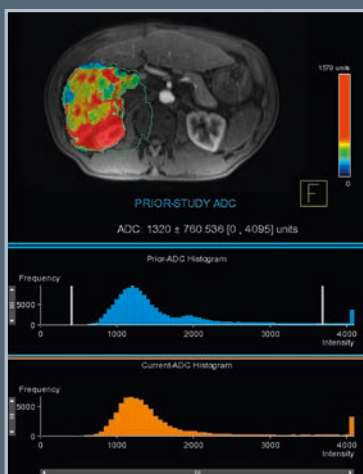 1579 units
0
F
PRIOR-STUDY ADC
ADC: 1320 ± 760.536 [0 , 4095] units
Prior-ADC Histogram
Frequency
5000
0
0 1000 2000 3000 4000
Intensity
Current-ADC Histogram
Frequency
5000
0
0 1000 2000 3000 4000
Intensity